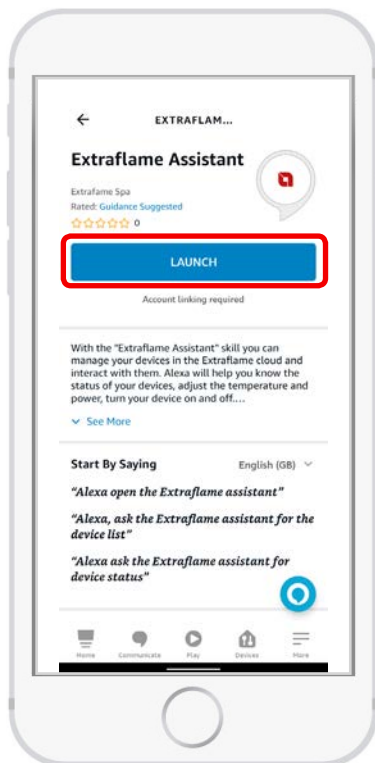 EXTRAFLAM...
Extraflame Assistant
Extrafame Spa
Rated: Guidance Suggested
0
LAUNCH
Account linking required
With the "Extraflame Assistant" skill you can
manage your devices in the Extraflame cloud and
interact with them. Alexa will help you know the
status of your devices, adjust the temperature and
power, turn your device on and off....
See More
Start By Saying English (GB)
"Alexa open the Extraflame assistant"
"Alexa, ask the Extraflame assistant for the
device list"
"Alexa ask the Extraflame assistant for
device status"
Home Communicate Play Devices More